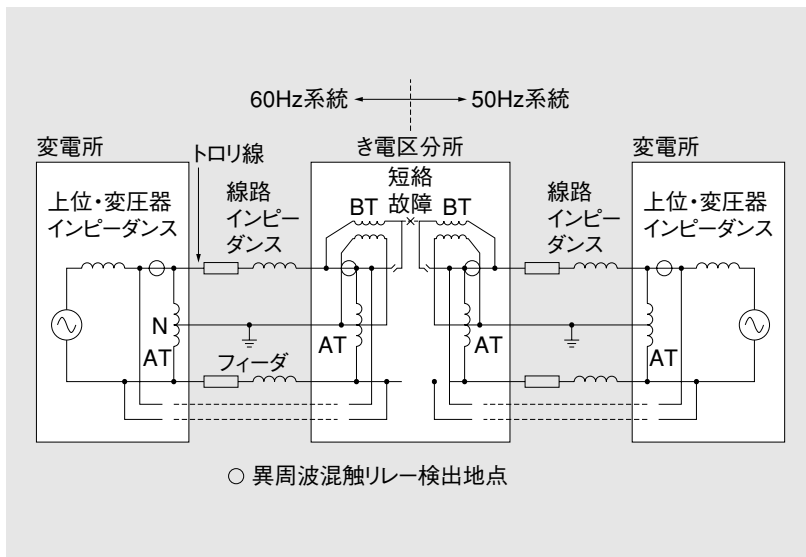 60Hz系統
50Hz系統
変電所
トロリ線
き電区分所
変電所
上位・変圧器
インピーダンス
線路
インピー
ダンス
BT
短絡
故障
BT
線路
インピー
ダンス
上位・変圧器
インピーダンス
N
AT
フィーダ
AT
AT
AT
異周波混触リレー検出地点